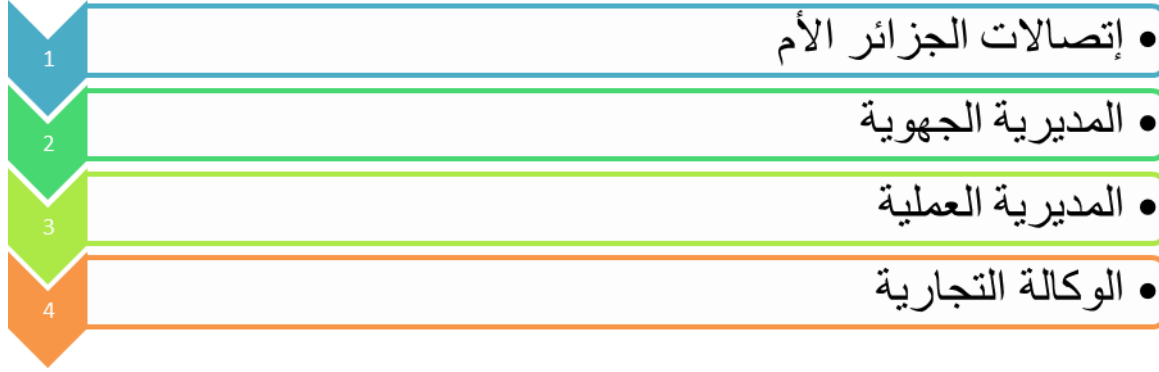 1
• إتصالات الجزائر الأم
2
• المديرية الجهوية
3
• المديرية العملية
4
• الوكالة التجارية